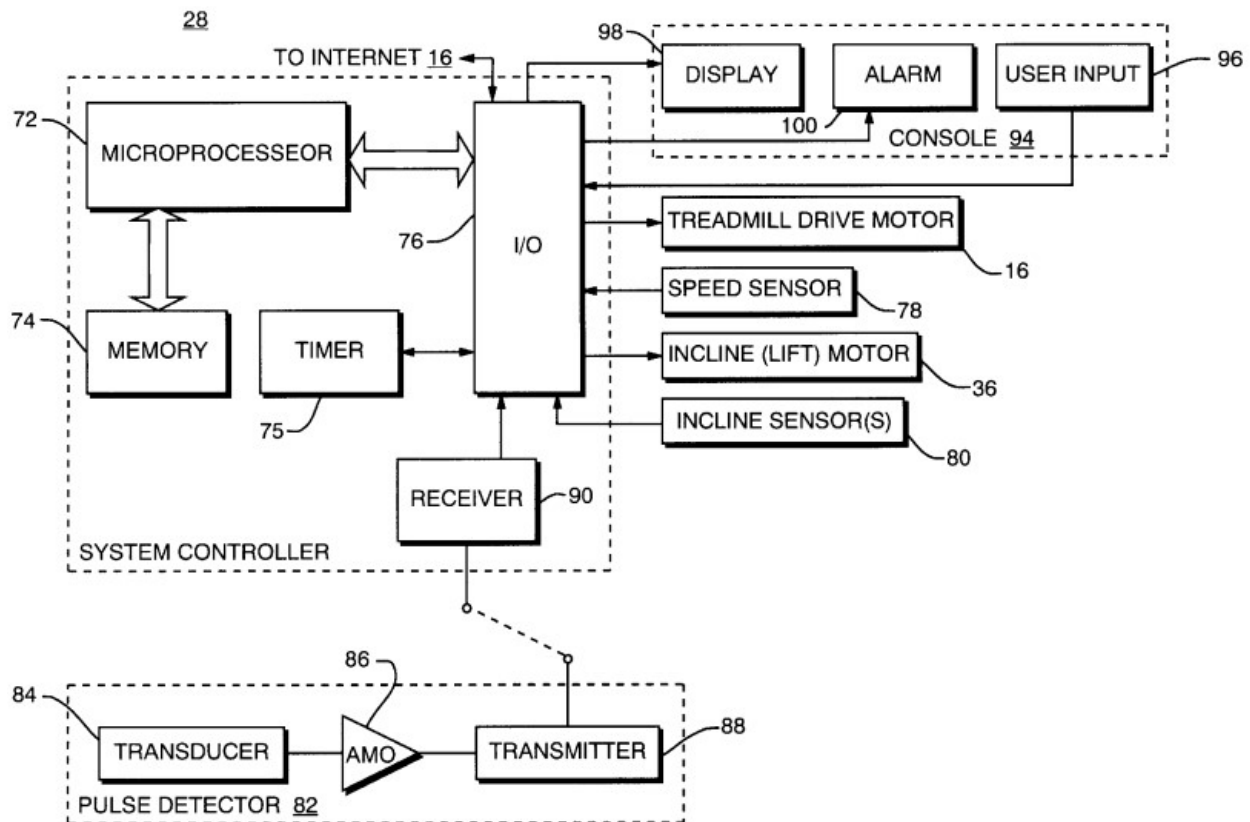 28
TO INTERNET 16
98
DISPLAY
ALARM
USER INPUT
96
100
CONSOLE 94
72
MICROPROCESSEOR
76
I/O
TREADMILL DRIVE MOTOR
16
SPEED SENSOR
78
74
MEMORY
TIMER
75
INCLINE (LIFT) MOTOR
36
INCLINE SENSOR(S)
80
RECEIVER
90
SYSTEM CONTROLLER
86
84
TRANSDUCER
AMO
TRANSMITTER
88
PULSE DETECTOR 82